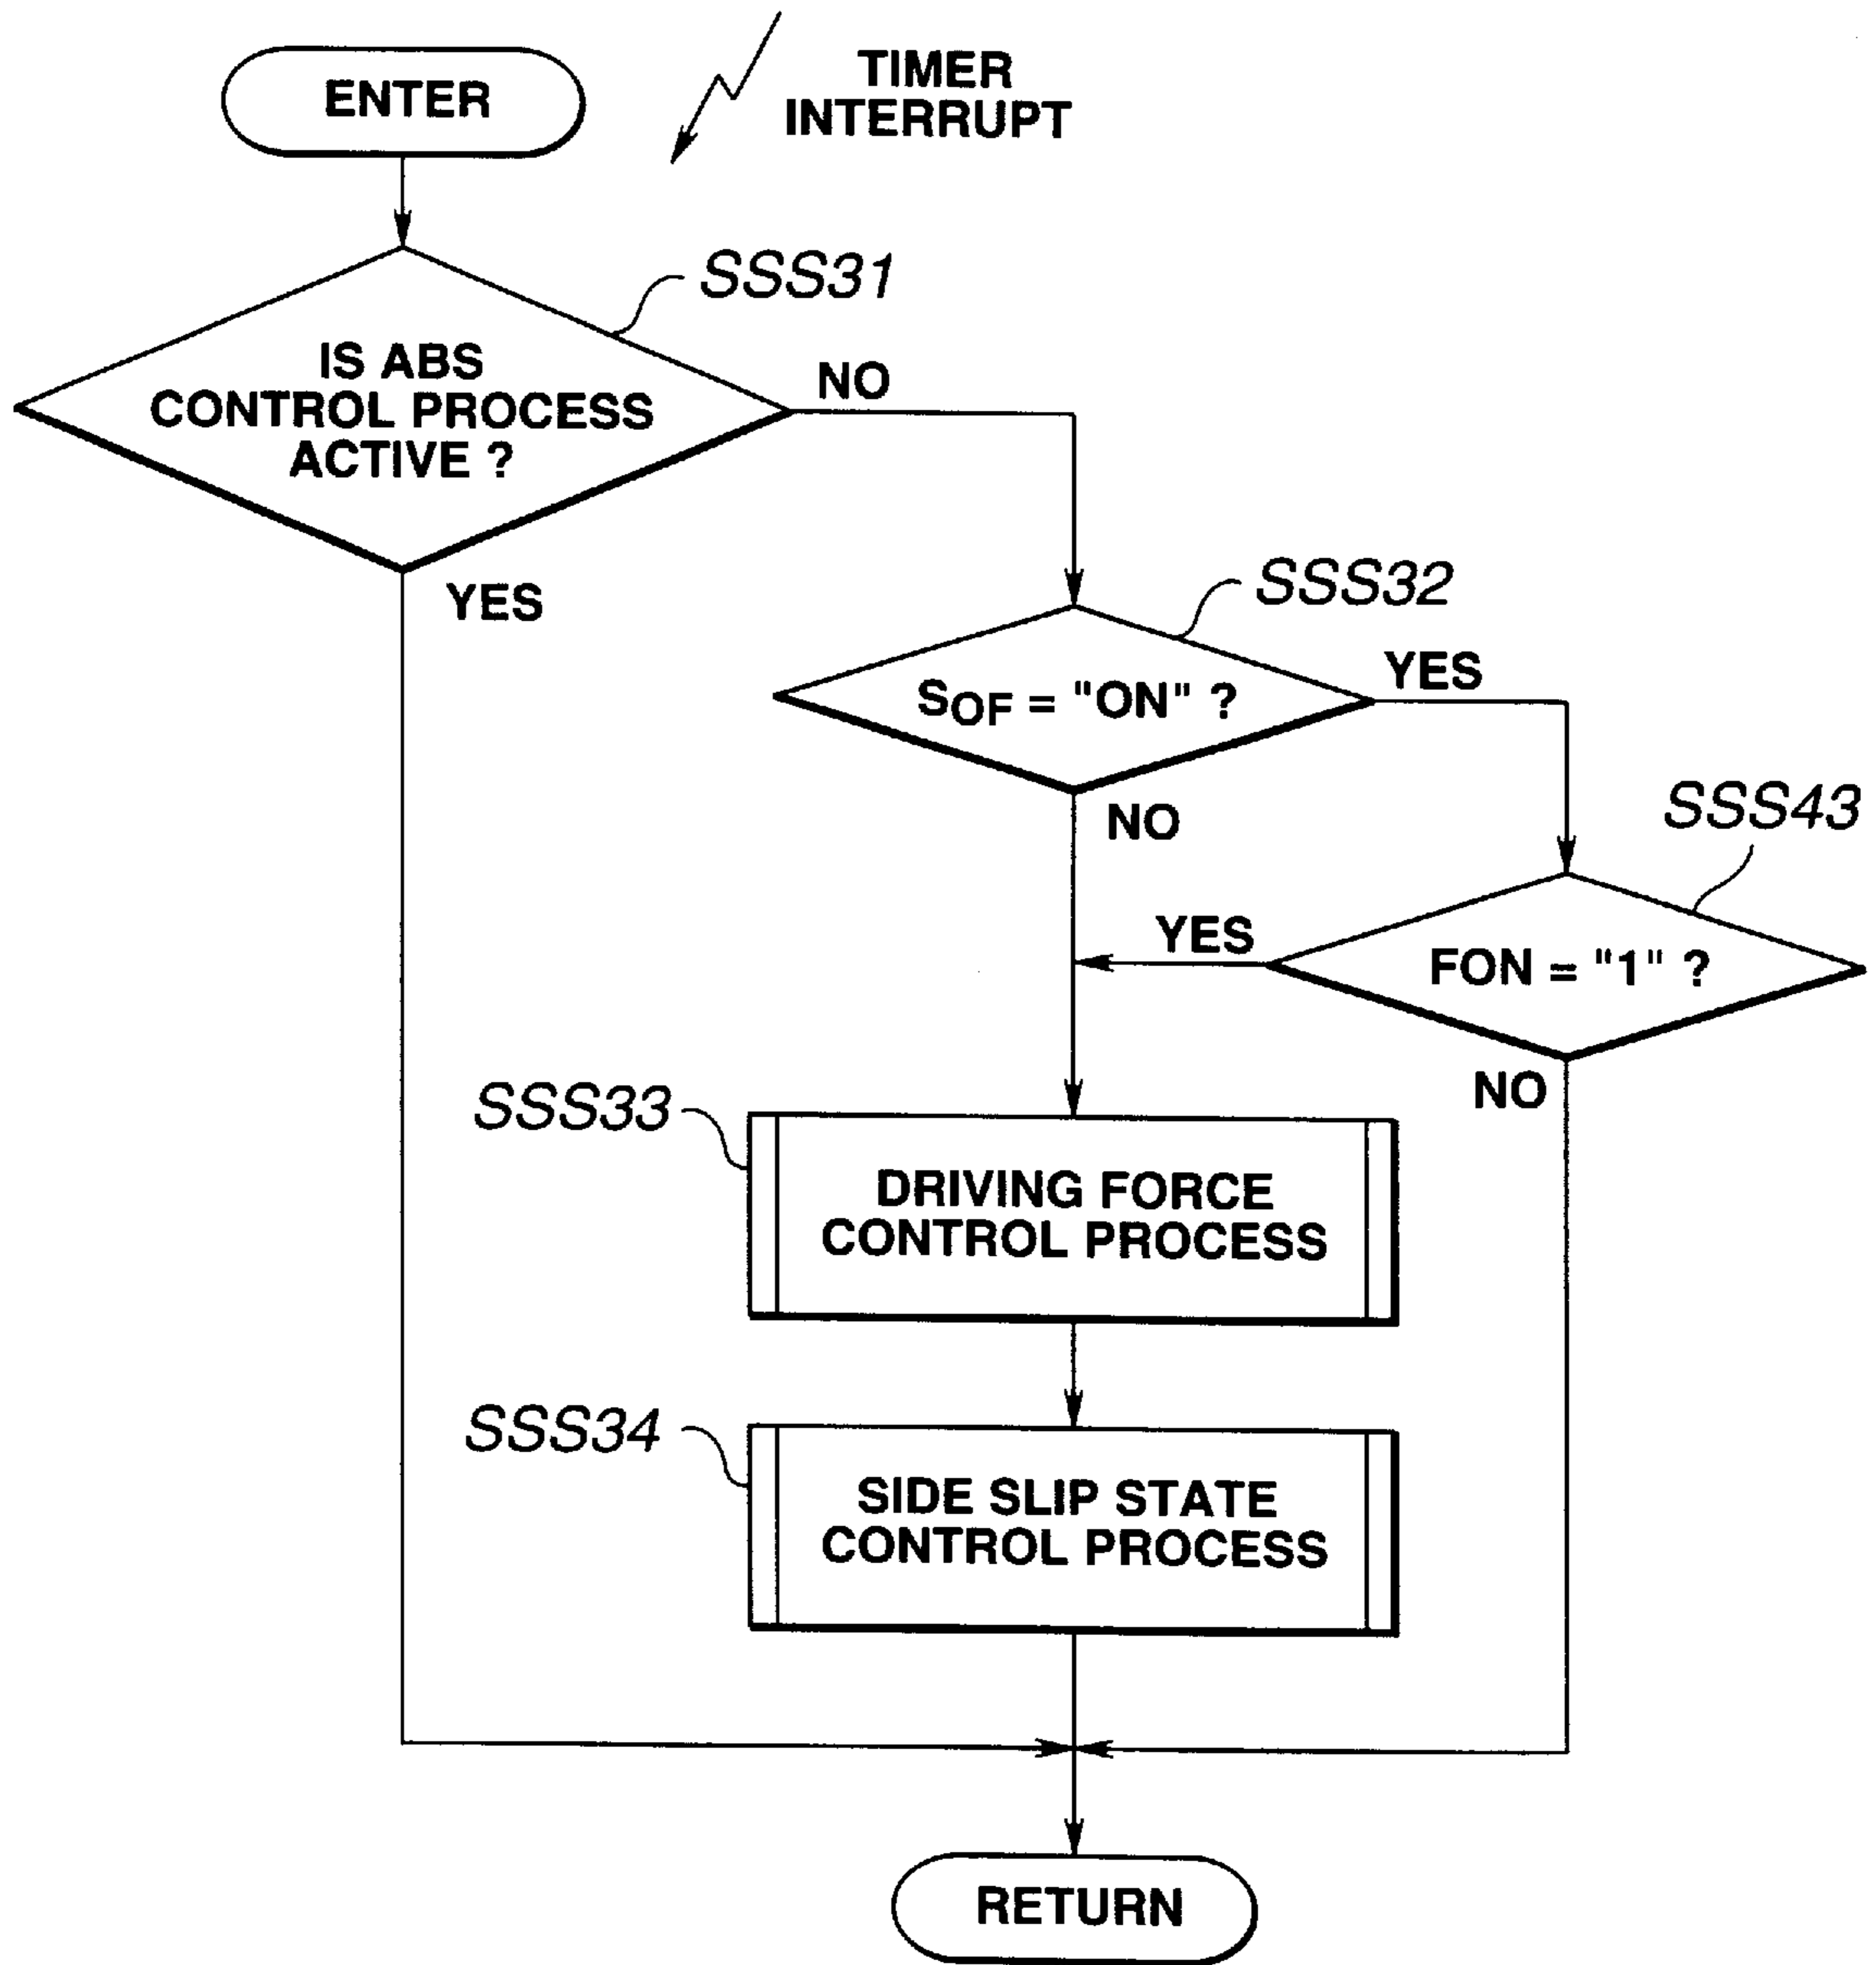 ENTER
TIMER
INTERRUPT
SSS31
IS ABS
CONTROL PROCESS
ACTIVE ?
NO
YES
SSS32
SOF = "ON" ?
YES
NO
SSS43
YES
FON = "1" ?
NO
SSS33
DRIVING FORCE
CONTROL PROCESS
SSS34
SIDE SLIP STATE
CONTROL PROCESS
RETURN